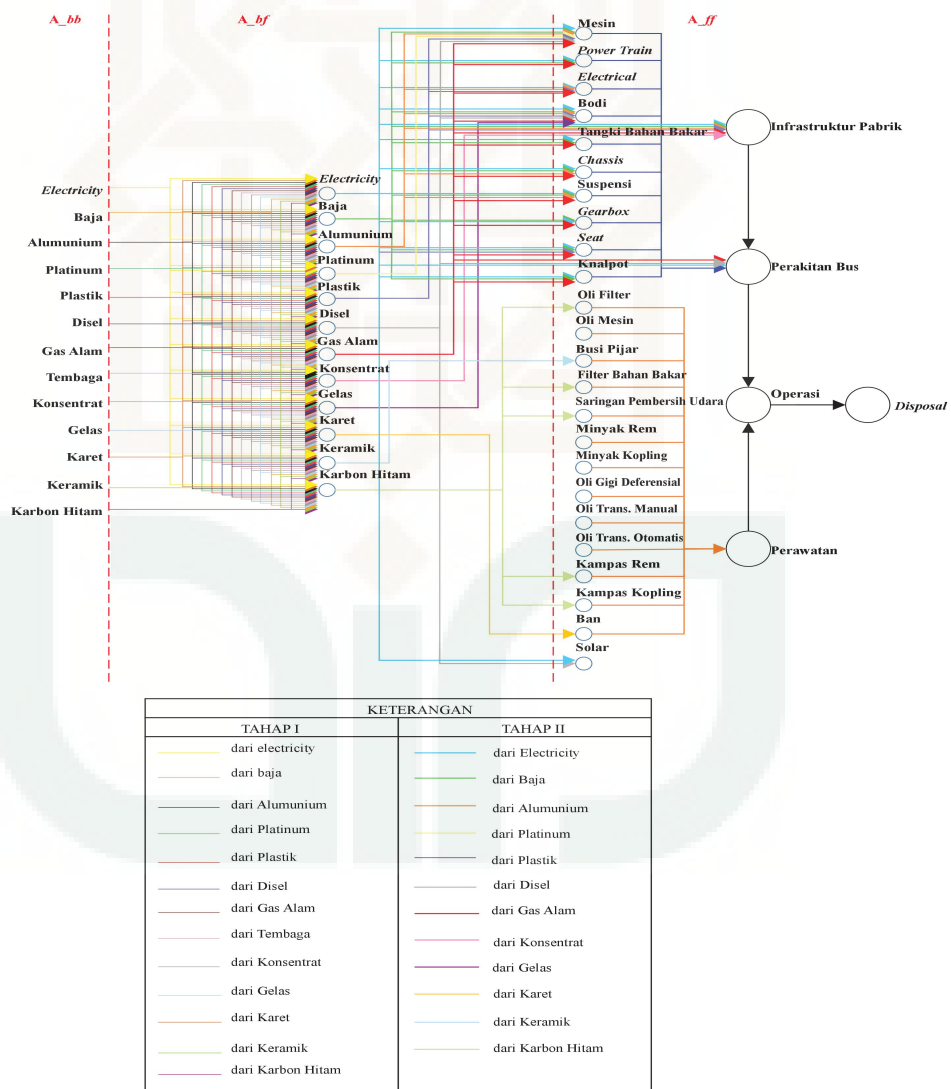 A_bb
A_bf
A_ff
Electricity
Baja
Alumunium
Platinum
Plastik
Disel
Gas Alam
Tembaga
Konsentrat
Gelas
Karet
Keramik
Karbon Hitam
Electricity
Baja
Alumunium
Platinum
Plastik
Disel
Gas Alam
Konsentrat
Gelas
Karet
Keramik
Karbon Hitam
Mesin
Power Train
Electrical
Bodi
Tangki Bahan Bakar
Chassis
Suspensi
Gearbox
Seat
Knalpot
Oli Filter
Oli Mesin
Busi Pijar
Filter Bahan Bakar
Saringan Pembersih Udara
Minyak Rem
Minyak Kopling
Oli Gigi Deferensial
Oli Trans. Manual
Oli Trans. Otomatis
Kampas Rem
Kampas Kopling
Ban
Solar
Infrastruktur Pabrik
Perakitan Bus
Operasi
Disposal
Perawatan
KETERANGAN
TAHAP I
dari electricity
dari baja
dari Alumunium
dari Platinum
dari Plastik
dari Disel
dari Gas Alam
dari Tembaga
dari Konsentrat
dari Gelas
dari Karet
dari Keramik
dari Karbon Hitam
TAHAP II
dari Electricity
dari Baja
dari Alumunium
dari Platinum
dari Plastik
dari Disel
dari Gas Alam
dari Konsentrat
dari Gelas
dari Karet
dari Keramik
dari Karbon Hitam